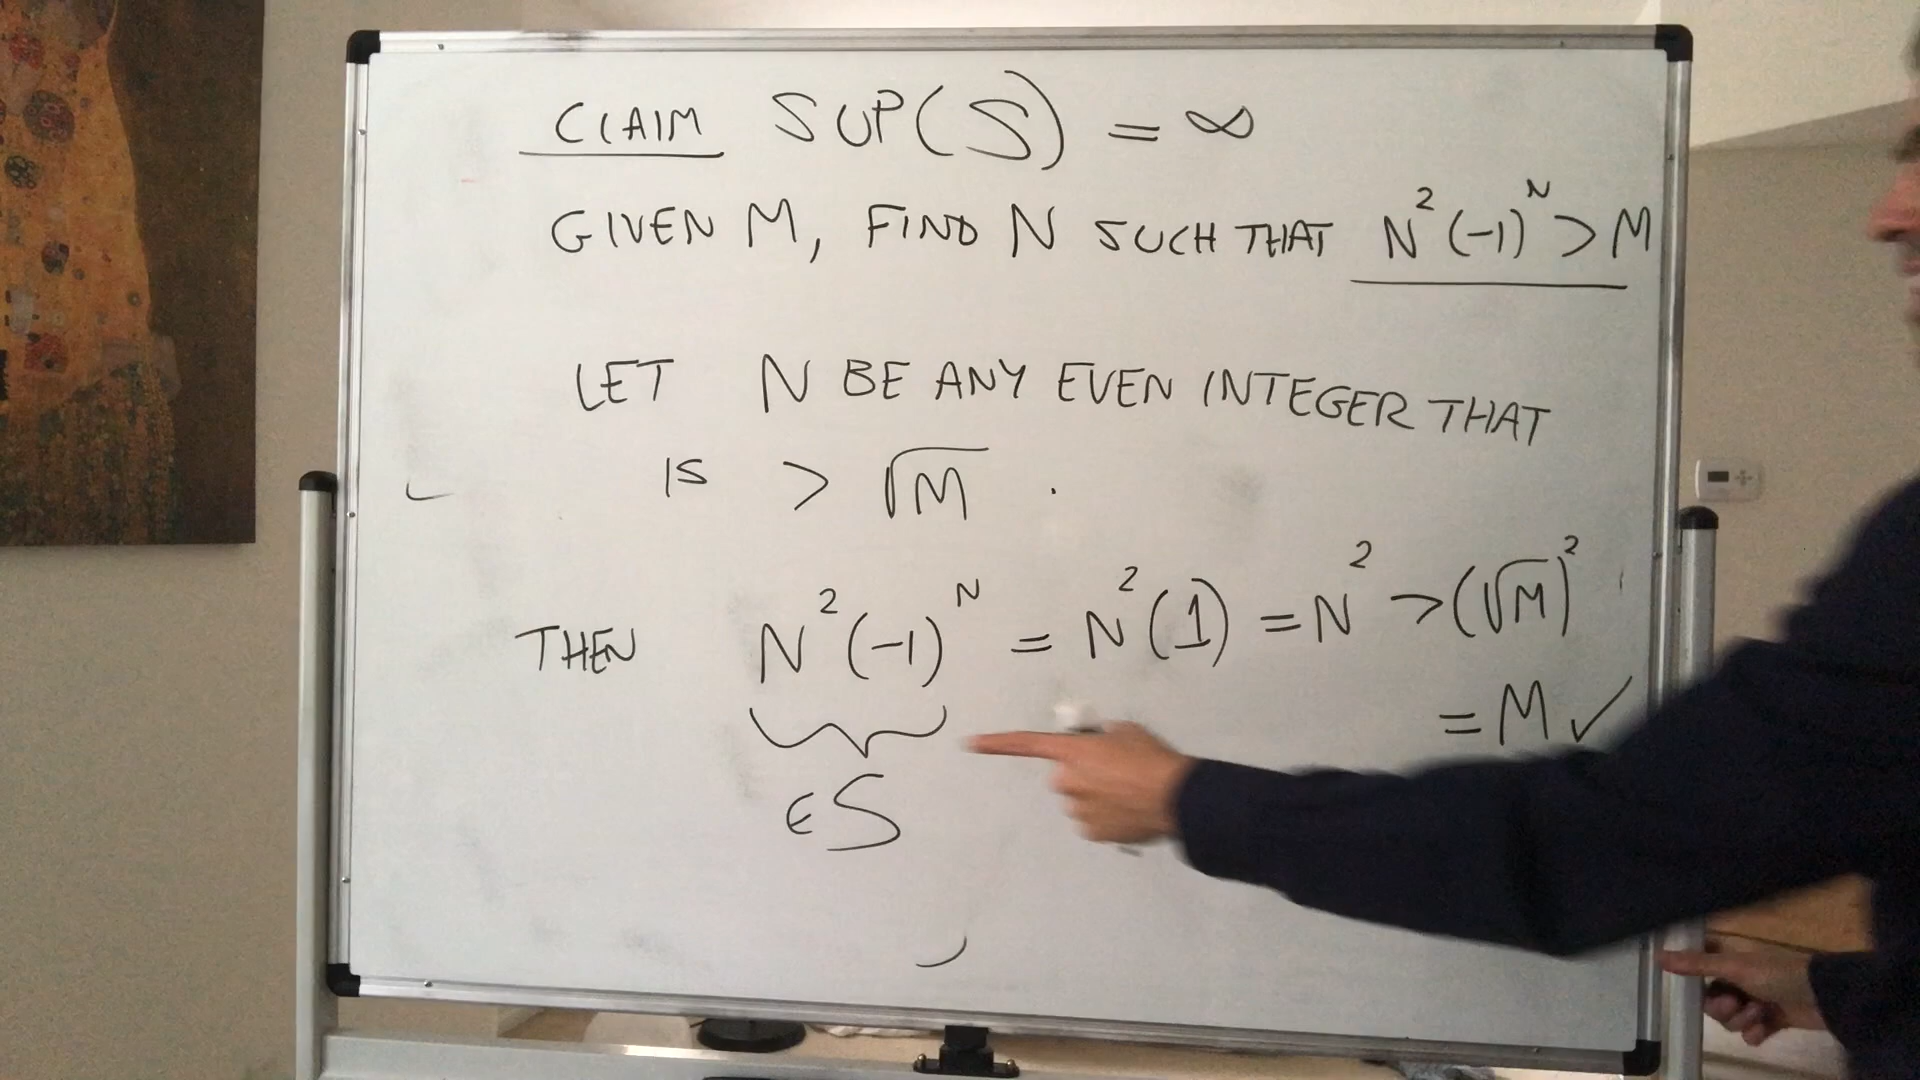 CLAIM SUP(S) = ∞
GIVEN M, FIND N SUCH THAT N²(-1)ᴺ > M
LET N BE ANY EVEN INTEGER THAT
IS > √M .
THEN N²(-1)ᴺ = N²(1) = N² > (√M)²
= M ✓
∈ S